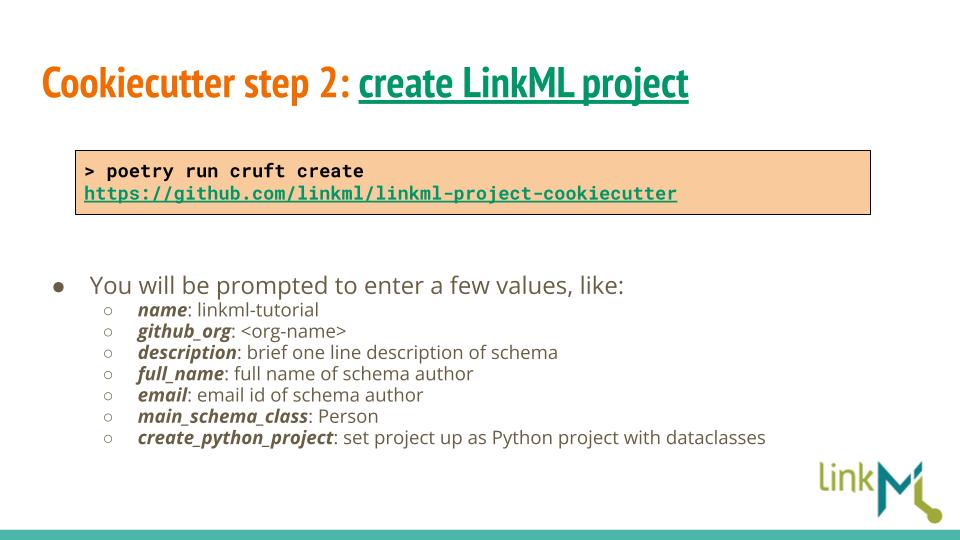 Cookiecutter step 2: create LinkML project
> poetry run cruft create
https://github.com/linkml/linkml-project-cookiecutter
● You will be prompted to enter a few values, like:
○ name: linkml-tutorial
○ github_org: <org-name>
○ description: brief one line description of schema
○ full_name: full name of schema author
○ email: email id of schema author
○ main_schema_class: Person
○ create_python_project: set project up as Python project with dataclasses
linkML